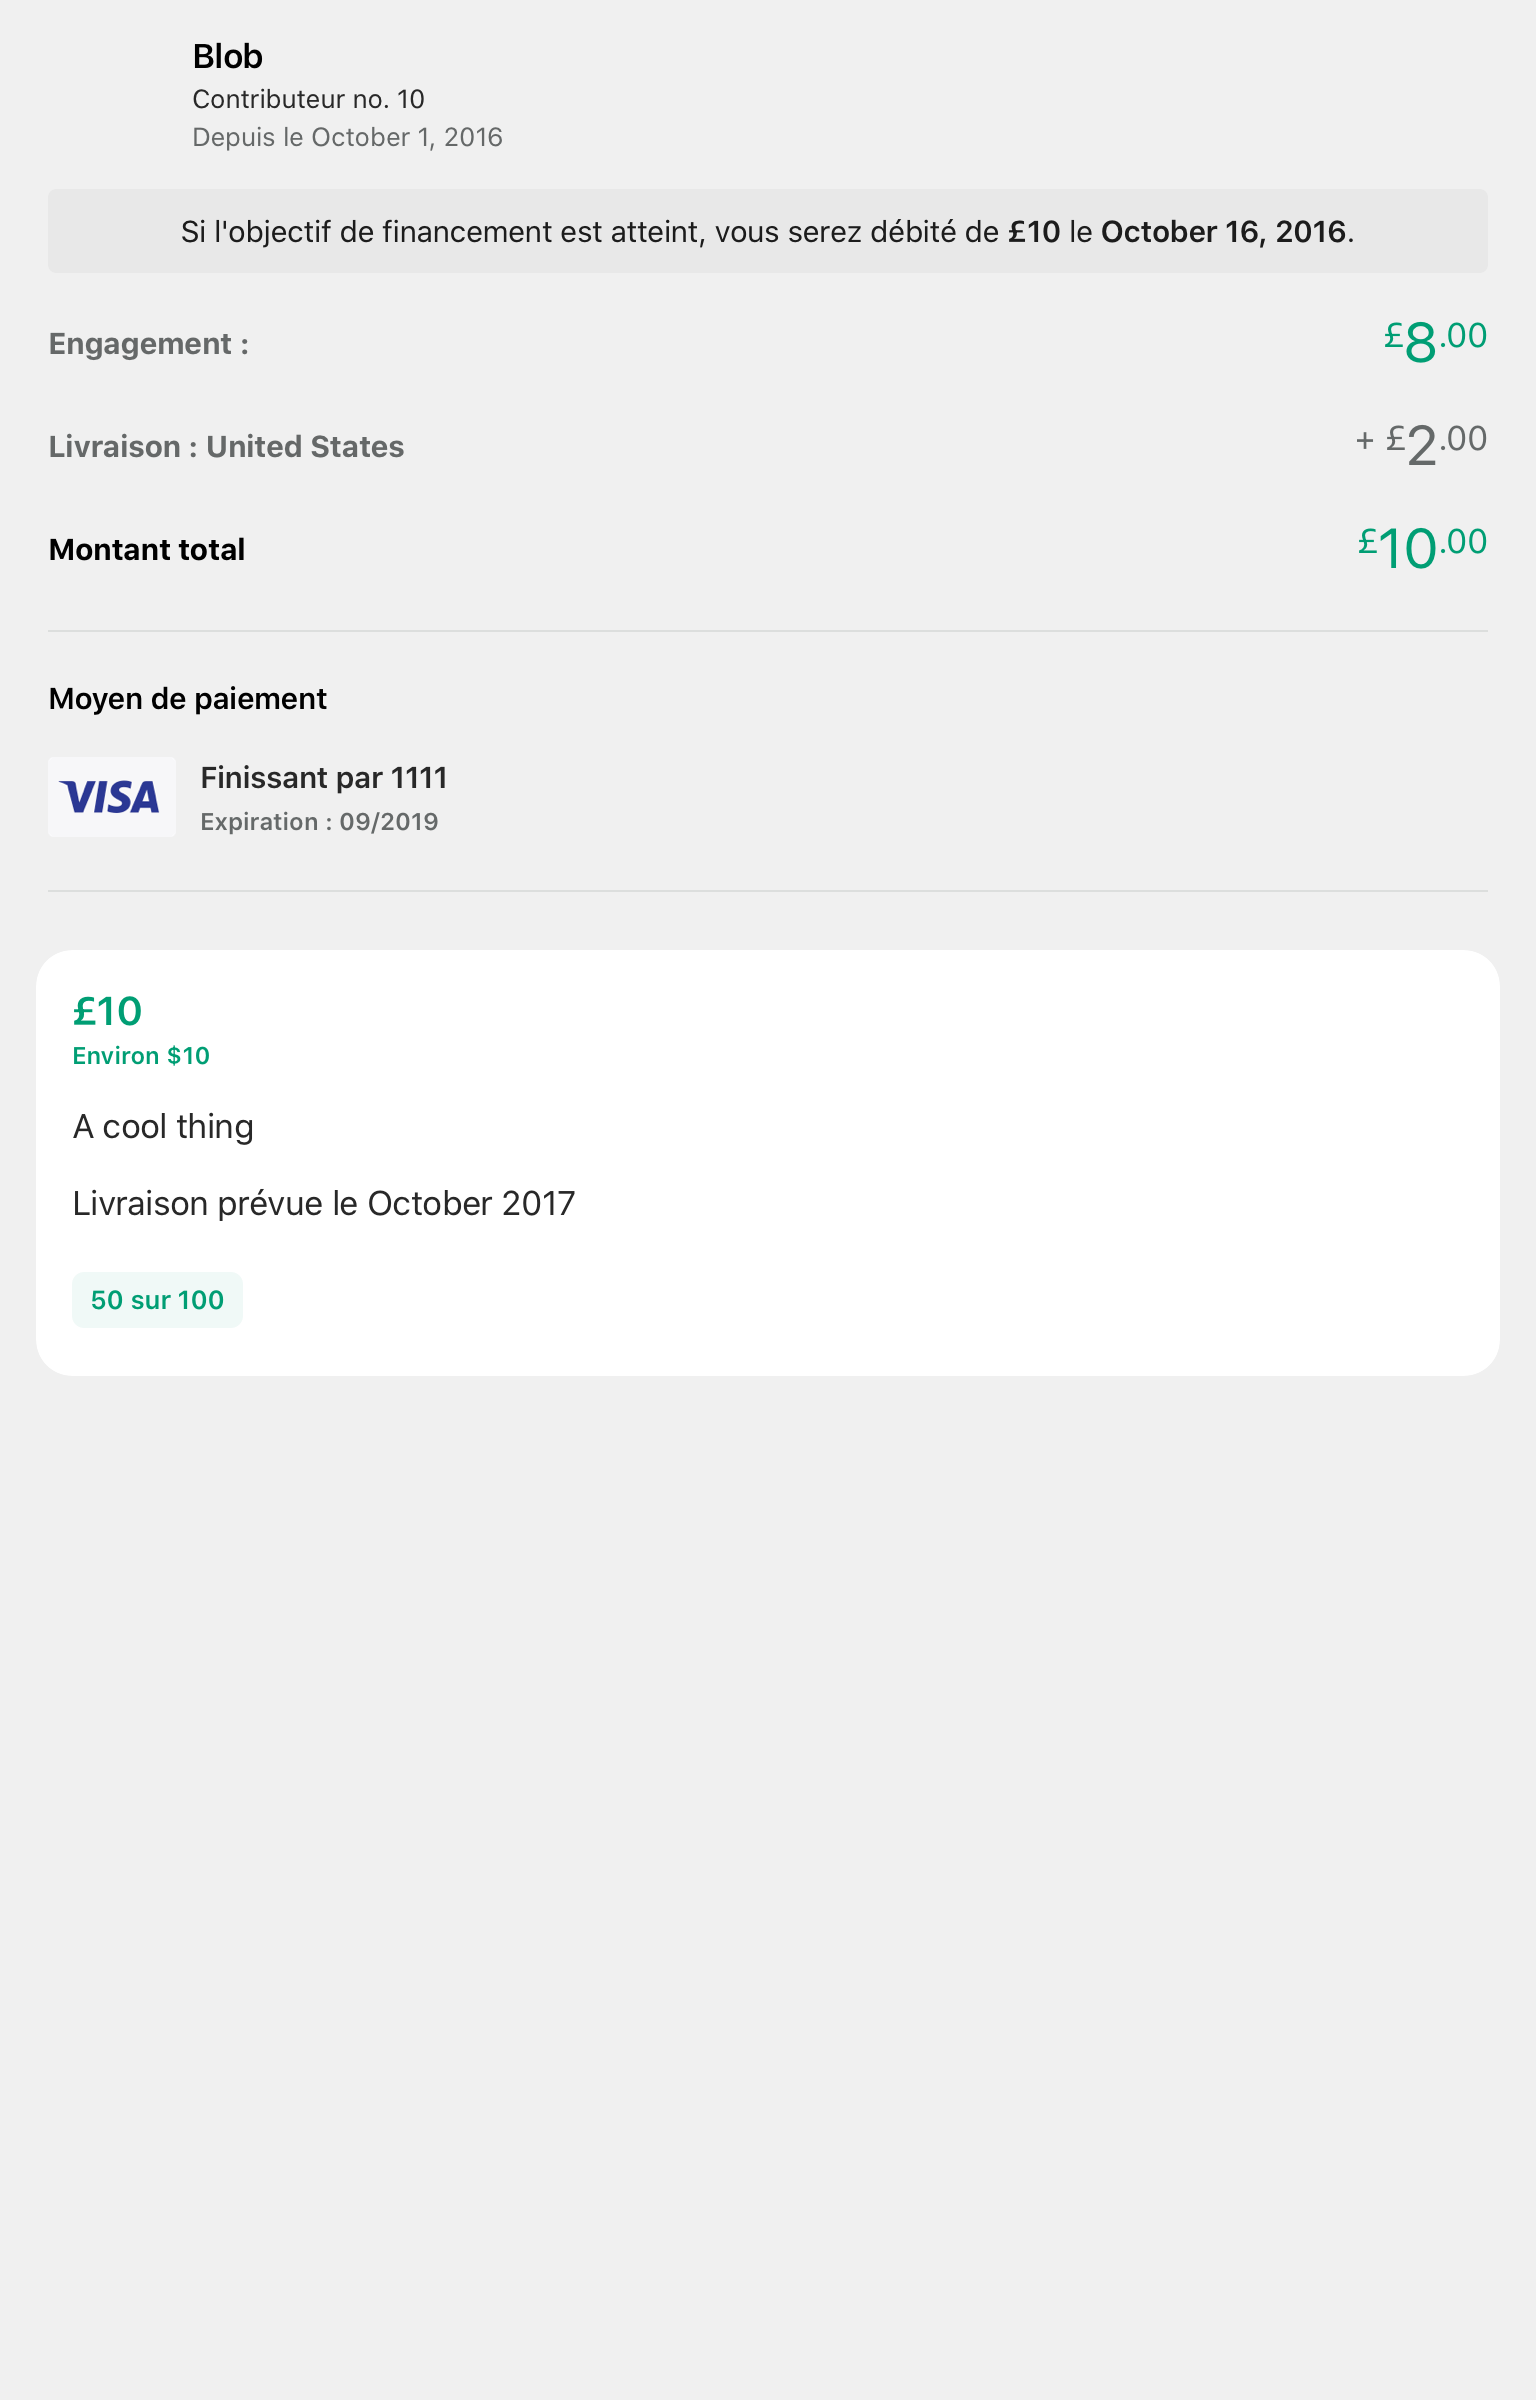 Blob
Contributeur no. 10
Depuis le October 1, 2016
Si l'objectif de financement est atteint, vous serez débité de £10 le October 16, 2016.
Engagement : £8.00
Livraison : United States + £2.00
Montant total £10.00
Moyen de paiement
VISA
Finissant par 1111
Expiration : 09/2019
£10
Environ $10
A cool thing
Livraison prévue le October 2017
50 sur 100